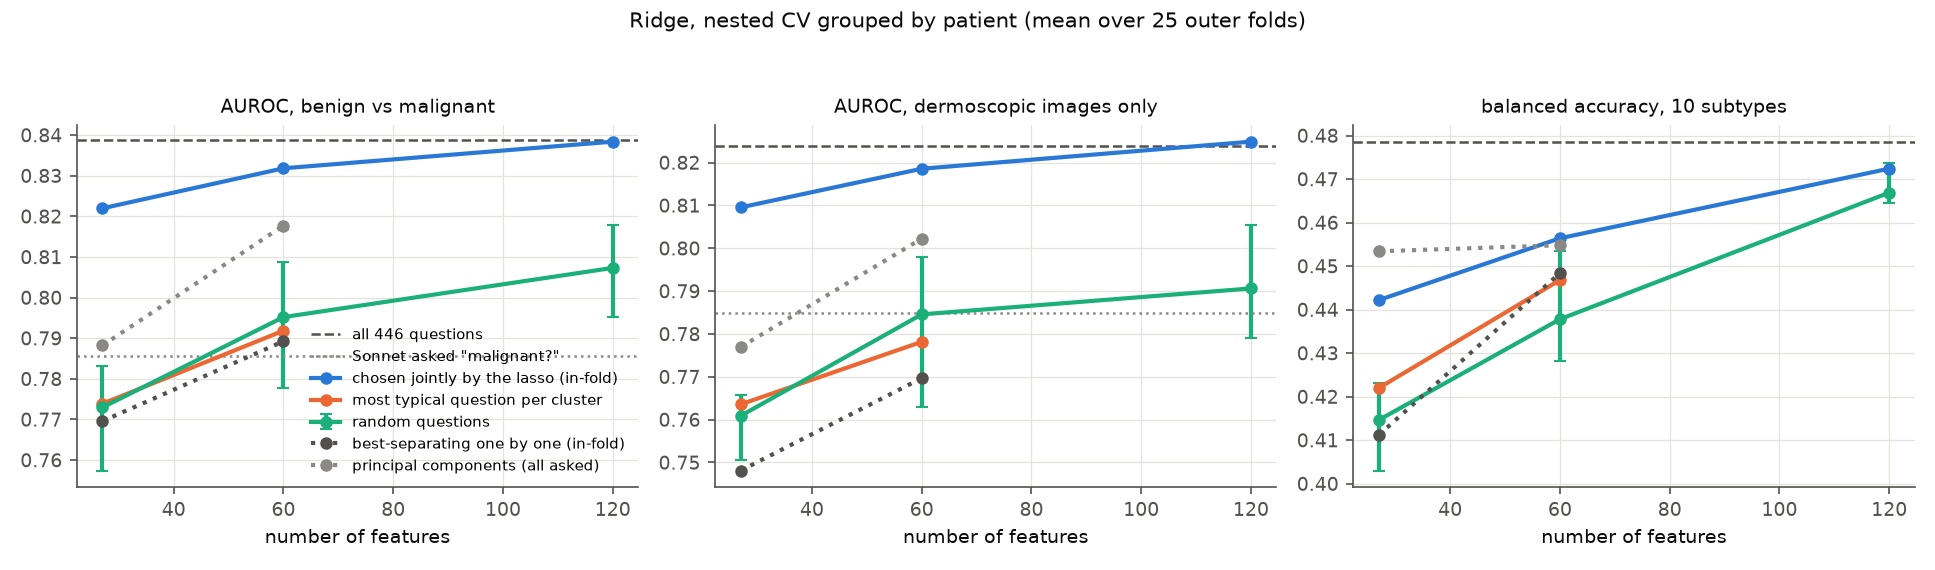 Ridge, nested CV grouped by patient (mean over 25 outer folds)
AUROC, benign vs malignant
0.84
0.83
0.82
0.81
0.80
0.79
0.78
0.77
0.76
all 446 questions
Sonnet asked "malignant?"
chosen jointly by the lasso (in-fold)
most typical question per cluster
random questions
best-separating one by one (in-fold)
principal components (all asked)
40 60 80 100 120
number of features
AUROC, dermoscopic images only
0.82
0.81
0.80
0.79
0.78
0.77
0.76
0.75
40 60 80 100 120
number of features
balanced accuracy, 10 subtypes
0.48
0.47
0.46
0.45
0.44
0.43
0.42
0.41
0.40
40 60 80 100 120
number of features